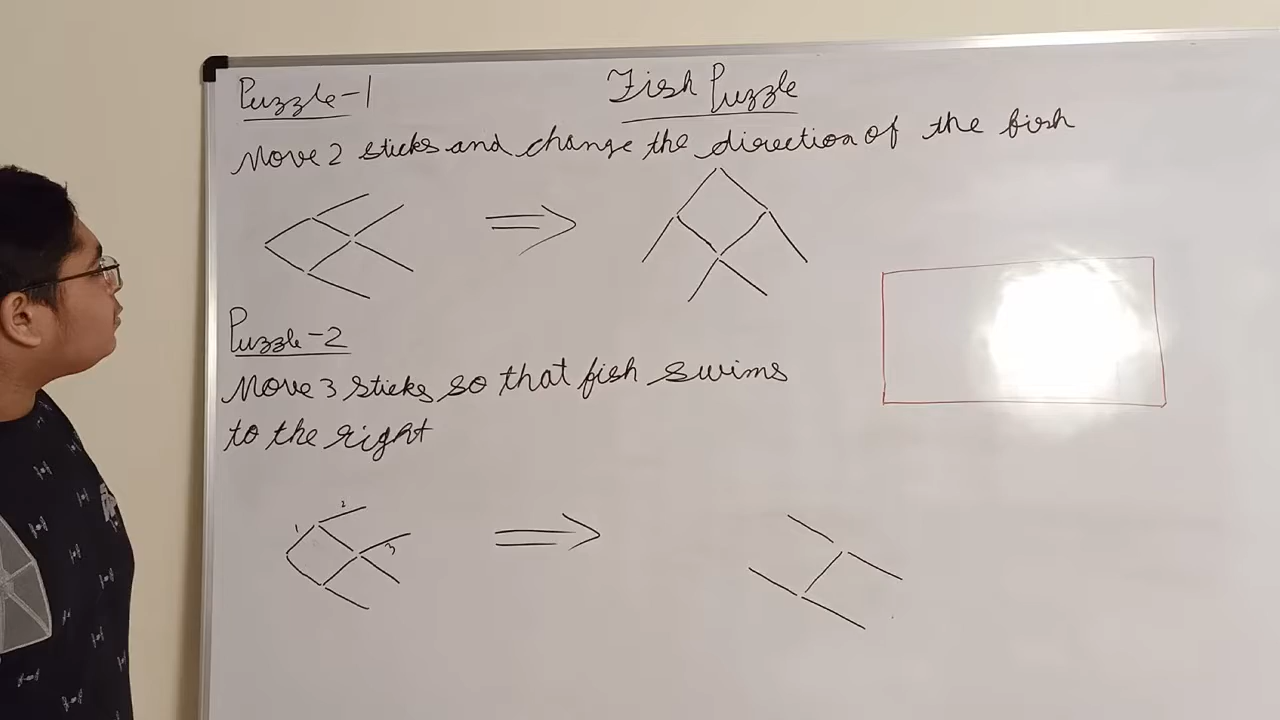 Puzzle-1
Fish Puzzle
Move 2 sticks and change the direction of the fish
Puzzle-2
Move 3 sticks so that fish swims
to the right
1 2
3